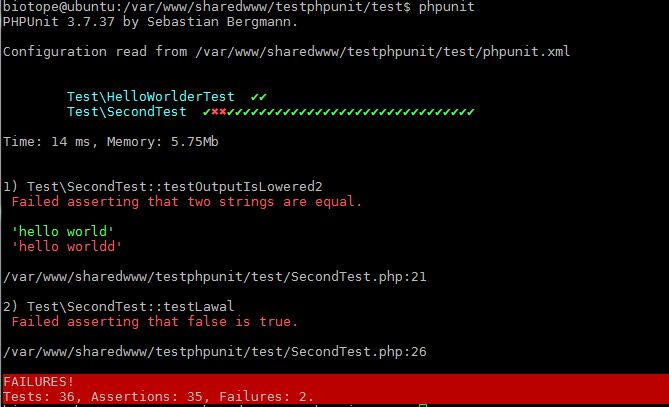 biotope@ubuntu:/var/www/sharedwww/testphpunit/test$ phpunit
PHPUnit 3.7.37 by Sebastian Bergmann.
Configuration read from /var/www/sharedwww/testphpunit/test/phpunit.xml
Test\HelloWorlderTest ✔✔
Test\SecondTest ✔✖✖✔✔✔✔✔✔✔✔✔✔✔✔✔✔✔✔✔✔✔✔✔✔✔✔✔✔✔✔✔✔✔
Time: 14 ms, Memory: 5.75Mb
1) Test\SecondTest::testOutputIsLowered2
Failed asserting that two strings are equal.
'hello world'
'hello worldd'
/var/www/sharedwww/testphpunit/test/SecondTest.php:21
2) Test\SecondTest::testLawal
Failed asserting that false is true.
/var/www/sharedwww/testphpunit/test/SecondTest.php:26
FAILURES!
Tests: 36, Assertions: 35, Failures: 2.